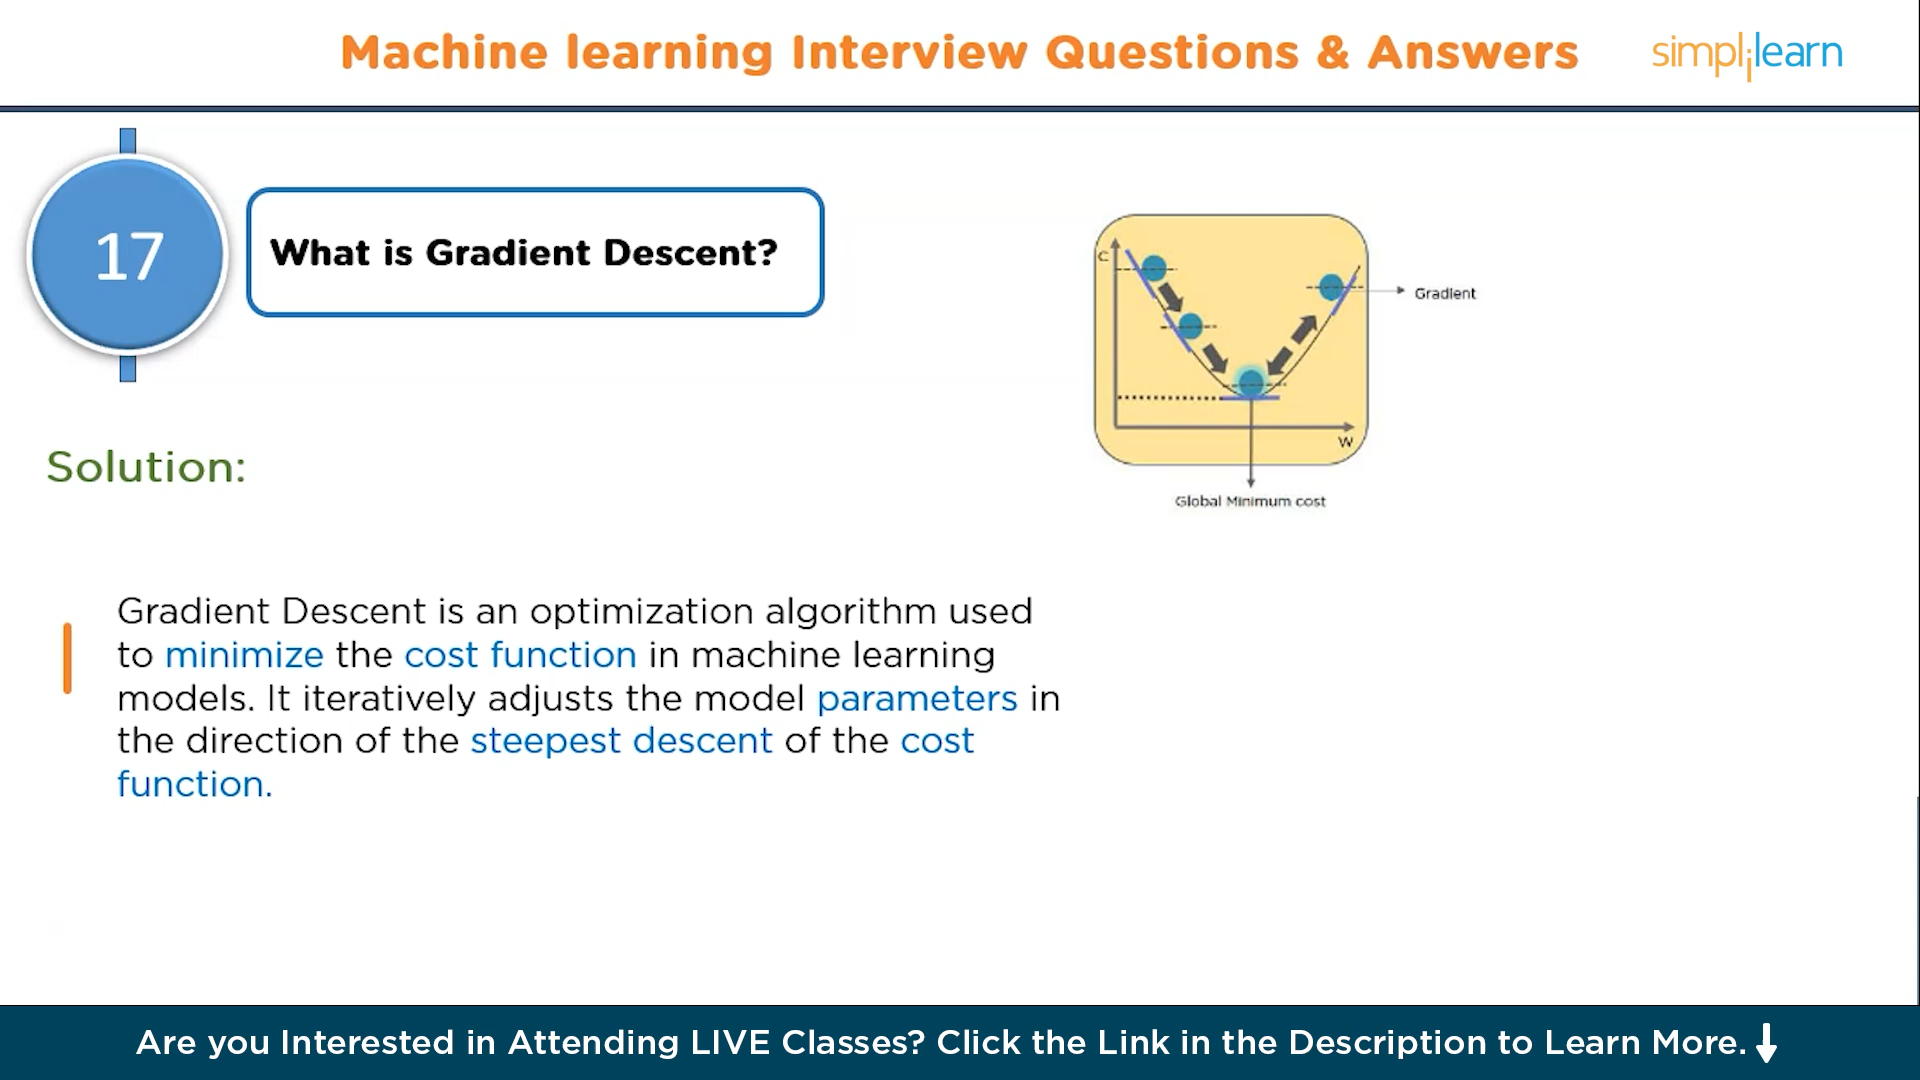 Machine learning Interview Questions & Answers
simplilearn
17
What is Gradient Descent?
C
Gradient
W
Global Minimum cost
Solution:
Gradient Descent is an optimization algorithm used
to minimize the cost function in machine learning
models. It iteratively adjusts the model parameters in
the direction of the steepest descent of the cost
function.
Are you Interested in Attending LIVE Classes? Click the Link in the Description to Learn More.